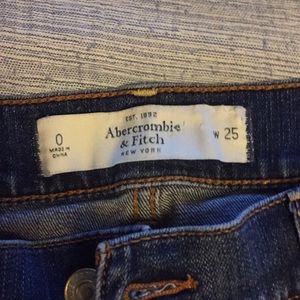 EST. 1892
0
Abercrombie
W 25
MADE IN
CHINA
& Fitch
NEW YORK